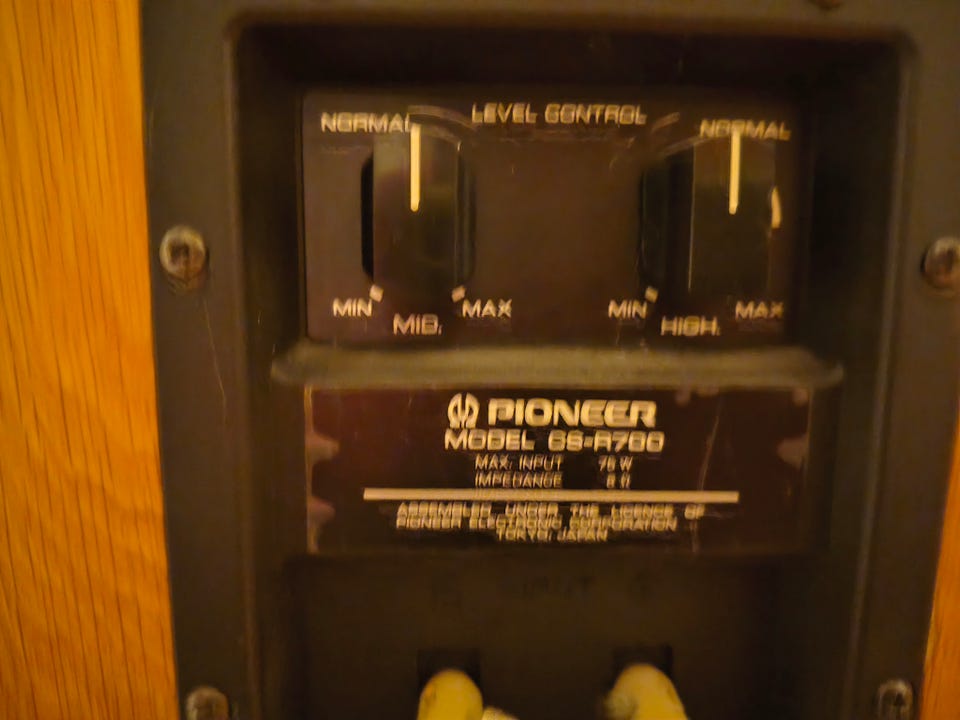 LEVEL CONTROL
NORMAL NORMAL
MIN MAX MIN MAX
MID. HIGH.
PIONEER
MODEL CS-R700
MAX. INPUT 75 W
IMPEDANCE 8 Ω
ASSEMBLED UNDER THE LICENCE OF
PIONEER ELECTRONIC CORPORATION
TOKYO, JAPAN
INPUT